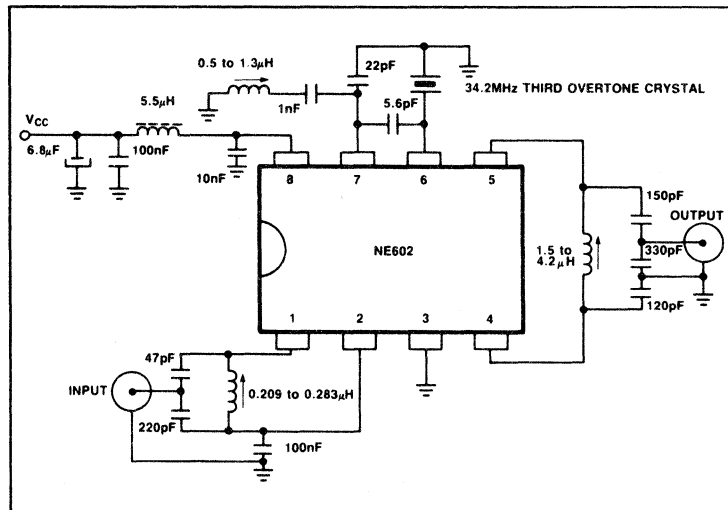 0.5 to 1.3μH
22pF
34.2MHz THIRD OVERTONE CRYSTAL
5.5μH
1nF
5.6pF
VCC
6.8μF
100nF
10nF
8
7
6
5
150pF
OUTPUT
330pF
1.5 to
4.2μH
120pF
NE602
1
2
3
4
47pF
INPUT
0.209 to 0.283μH
220pF
100nF